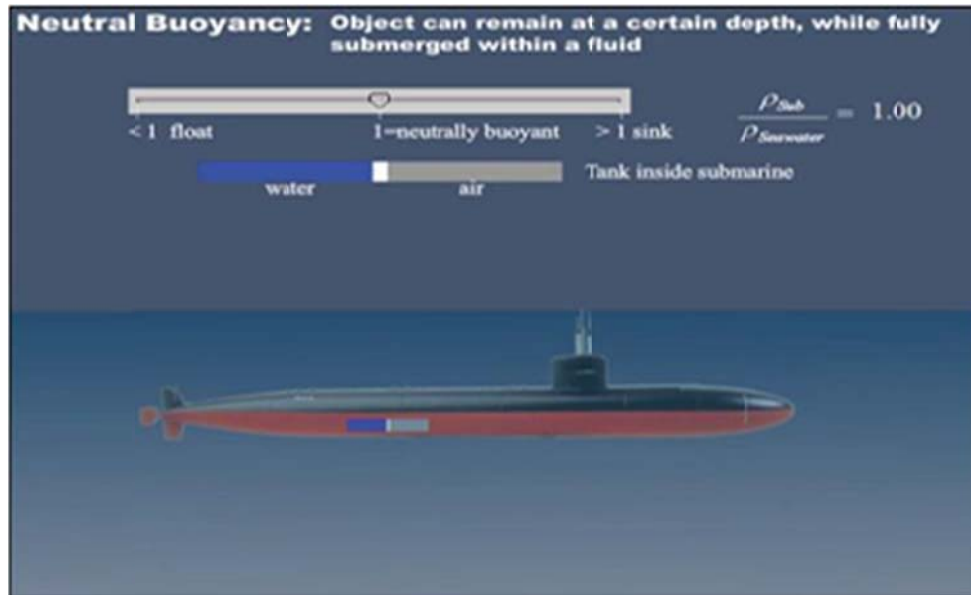 Neutral Buoyancy: Object can remain at a certain depth, while fully
submerged within a fluid
ρSub
ρSeawater
= 1.00
< 1 float 1=neutrally buoyant > 1 sink
Tank inside submarine
water air